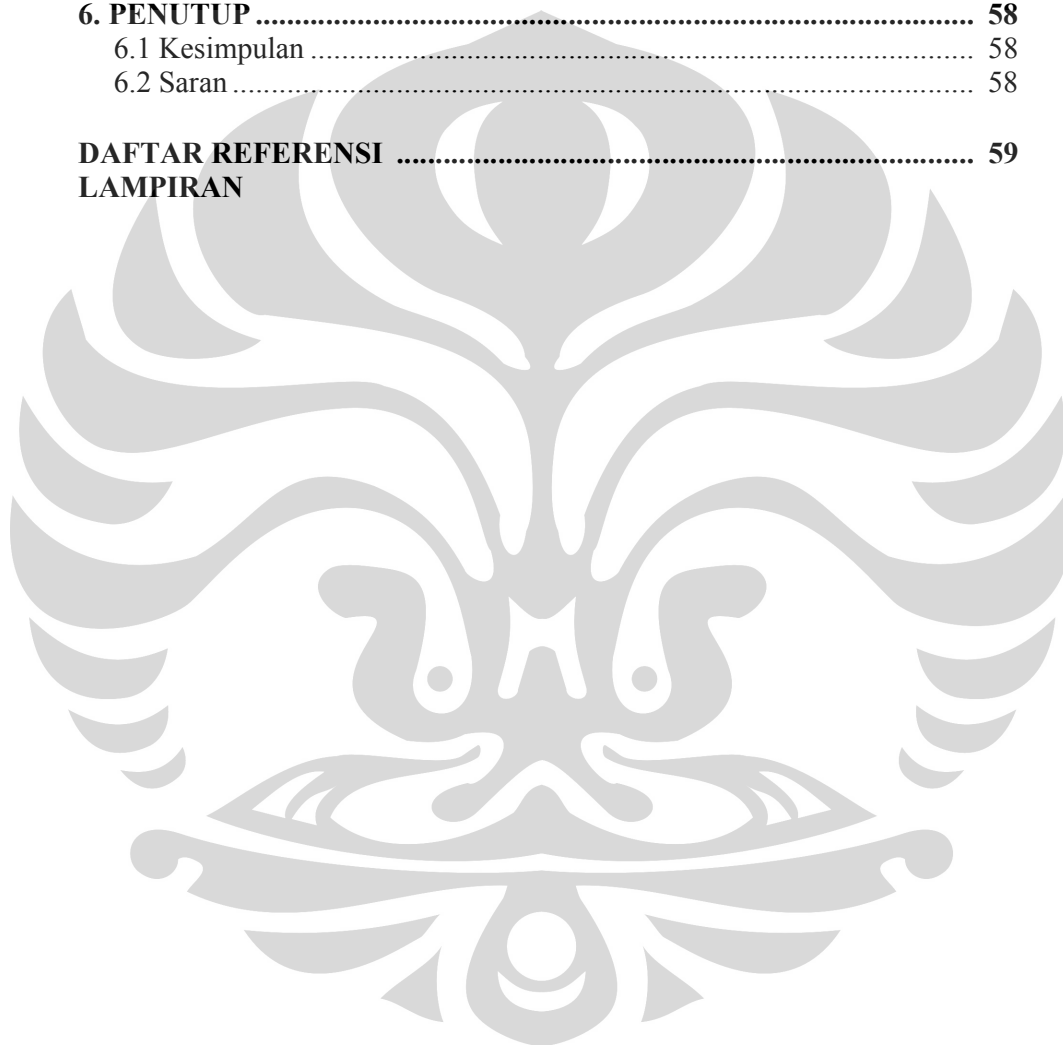 6. PENUTUP ........................................................................................... 58
6.1 Kesimpulan ..................................................................................... 58
6.2 Saran ............................................................................................... 58
DAFTAR REFERENSI ......................................................................... 59
LAMPIRAN